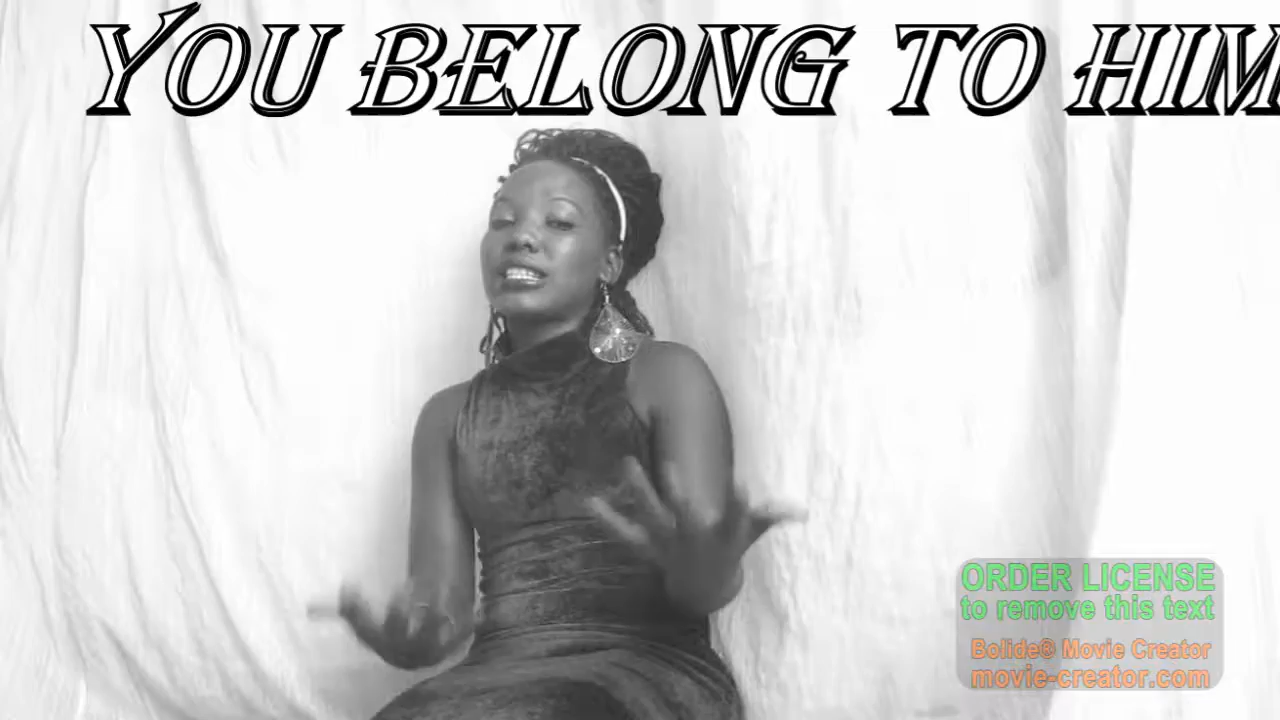 YOU BELONG TO HIM
ORDER LICENSE
to remove this text
Bolide® Movie Creator
movie-creator.com